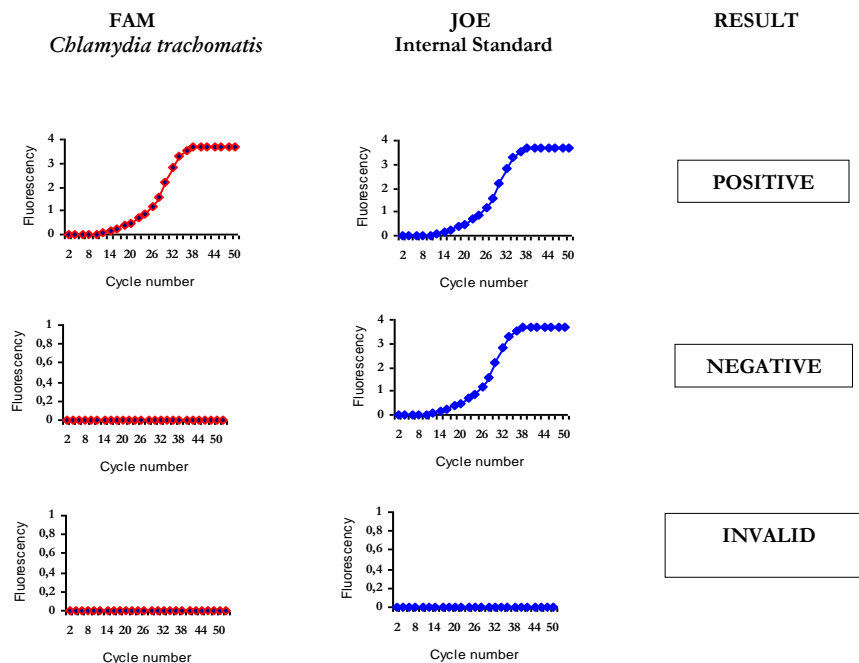 FAM
Chlamydia trachomatis
JOE
Internal Standard
RESULT
Fluorescency
4
3
2
1
0
2 8 14 20 26 32 38 44 50
Cycle number
Fluorescency
4
3
2
1
0
2 8 14 20 26 32 38 44 50
Cycle number
POSITIVE
Fluorescency
1
0,8
0,6
0,4
0,2
0
2 8 14 20 26 32 38 44 50
Cycle number
Fluorescency
4
3
2
1
0
2 8 14 20 26 32 38 44 50
Cycle number
NEGATIVE
Fluorescency
1
0,8
0,6
0,4
0,2
0
2 8 14 20 26 32 38 44 50
Cycle number
Fluorescency
1
0,8
0,6
0,4
0,2
0
2 8 14 20 26 32 38 44 50
Cycle number
INVALID